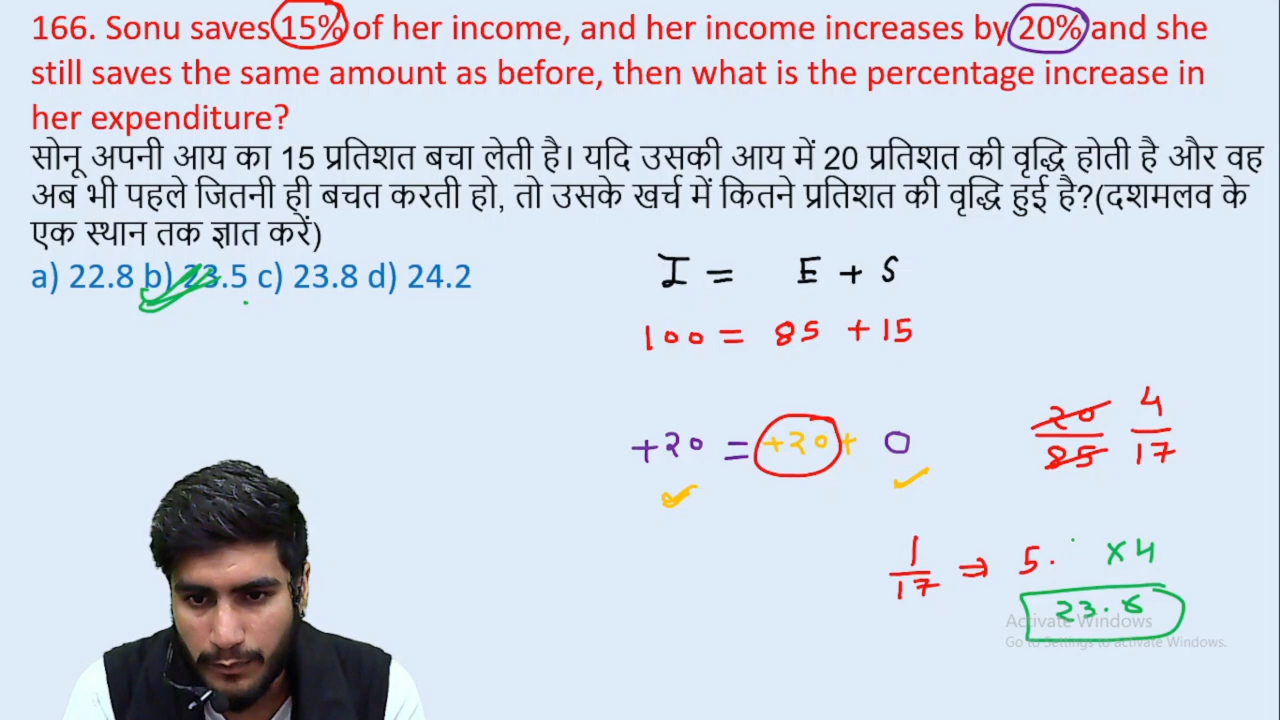 166. Sonu saves 15% of her income, and her income increases by 20% and she
still saves the same amount as before, then what is the percentage increase in
her expenditure?
सोनू अपनी आय का 15 प्रतिशत बचा लेती है। यदि उसकी आय में 20 प्रतिशत की वृद्धि होती है और वह
अब भी पहले जितनी ही बचत करती हो, तो उसके खर्च में कितने प्रतिशत की वृद्धि हुई है?(दशमलव के
एक स्थान तक ज्ञात करें)
a) 22.8 b) 23.5 c) 23.8 d) 24.2
I = E + S
100 = 85 + 15
+20 = +20 + 0
20/85 4/17
1/17 ⇒ 5. ×4
Activate Windows
Go to Settings to activate Windows.